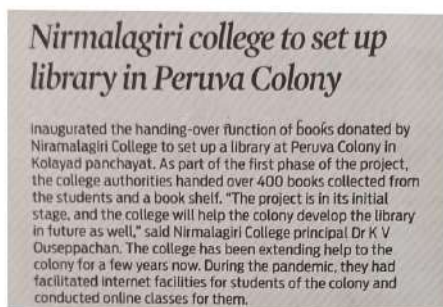 Nirmalagiri college to set up
library in Peruva Colony
inaugurated the handing-over function of books donated by
Niramalagiri College to set up a library at Peruva Colony in
Kolayad panchayat. As part of the first phase of the project,
the college authorities handed over 400 books collected from
the students and a book shelf. "The project is in its initial
stage, and the college will help the colony develop the library
in future as well," said Nirmalagiri College principal Dr K V
Ouseppachan. The college has been extending help to the
colony for a few years now. During the pandemic, they had
facilitated internet facilities for students of the colony and
conducted online classes for them.